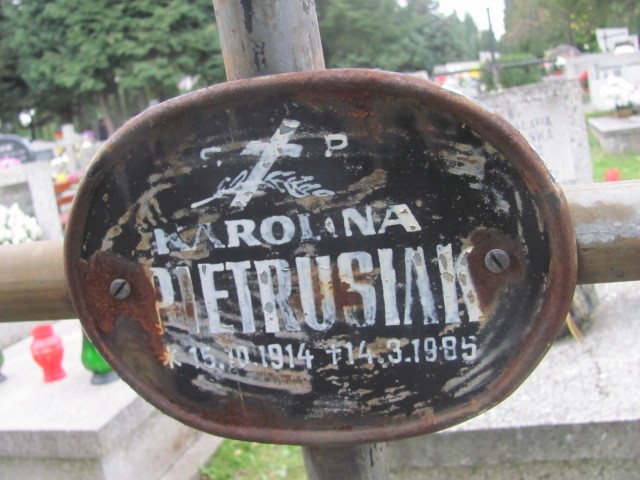 Ś P
KAROLINA
PIETRUSIAK
* 15.10.1914 † 14.3.1985